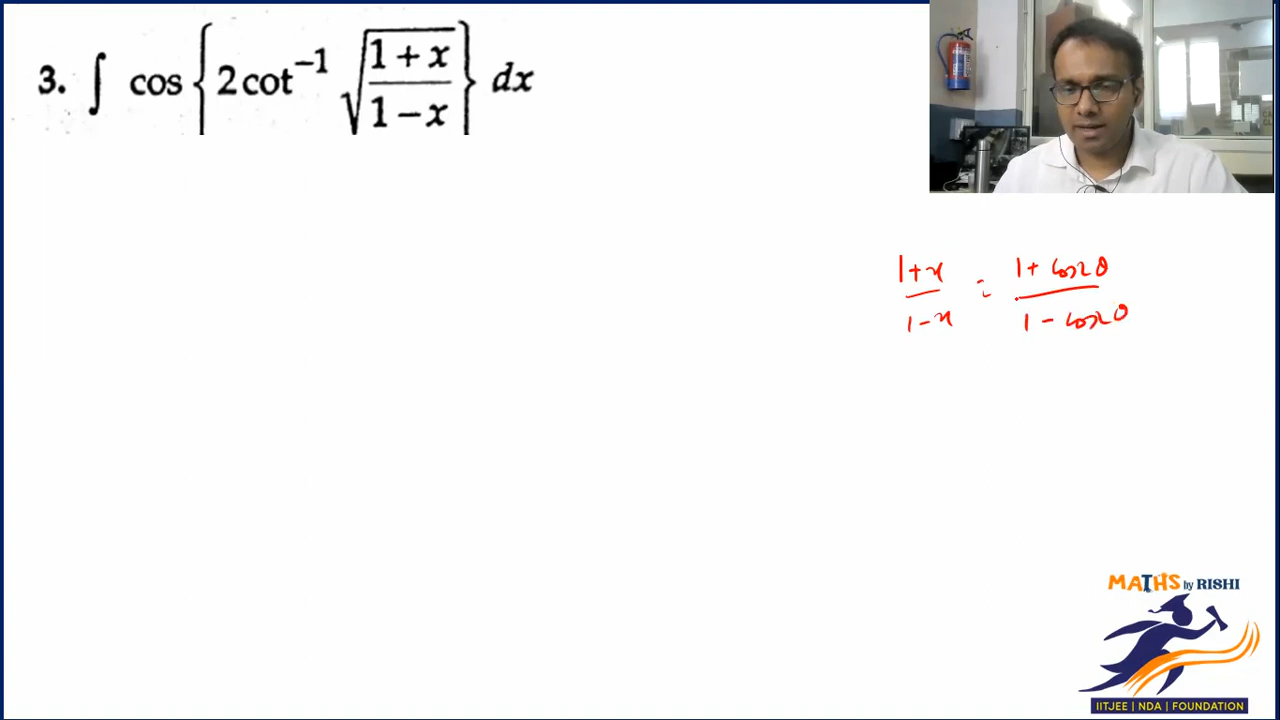 3. ∫ cos {2 cot⁻¹ √((1 + x)/(1 − x))} dx
(1+x)/(1−x) = (1 + cos2θ)/(1 − cos2θ)
MATHS by RISHI
IITJEE | NDA | FOUNDATION